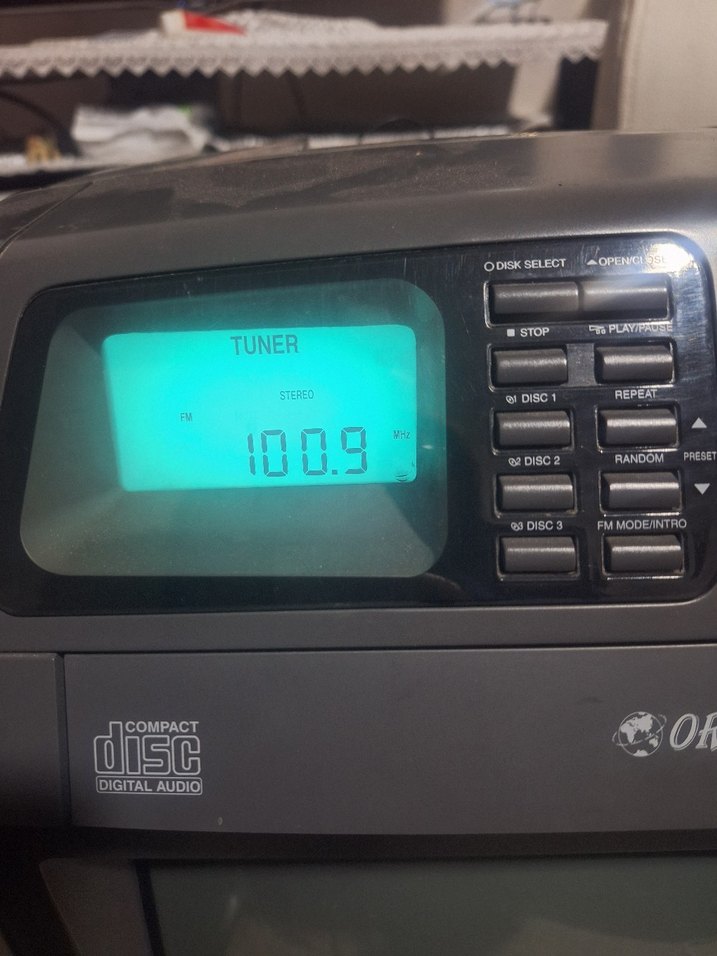 DISK SELECT
OPEN/CLOSE
STOP
PLAY/PAUSE
TUNER
STEREO
FM
100.9
MHz
DISC 1
REPEAT
DISC 2
RANDOM
PRESET
DISC 3
FM MODE/INTRO
COMPACT
disc
DIGITAL AUDIO